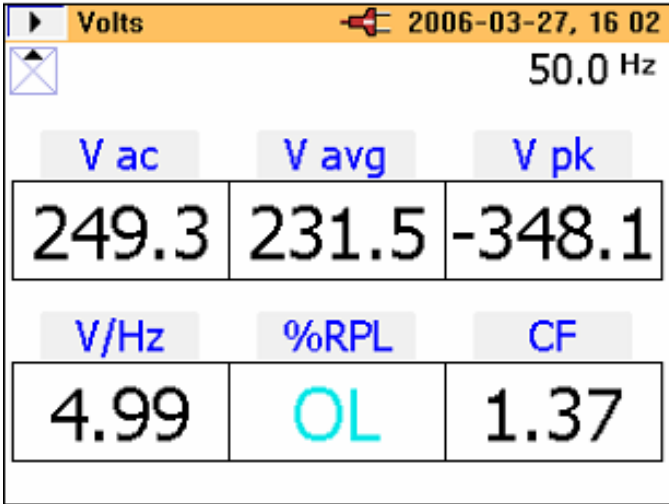 Volts 2006-03-27, 16 02
50.0 Hz
V ac V avg V pk
249.3 231.5 -348.1
V/Hz %RPL CF
4.99 OL 1.37